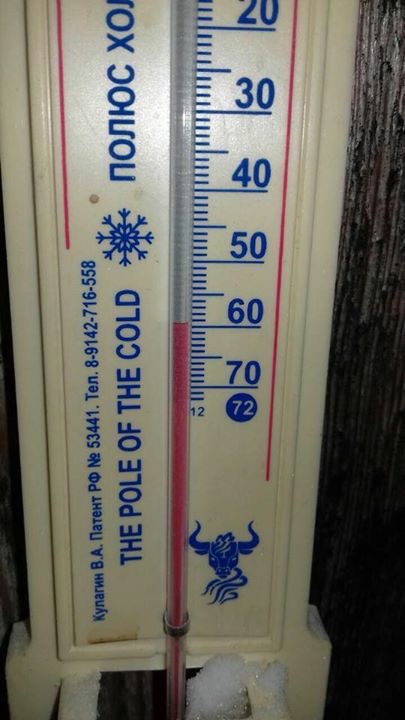 20
30
40
50
60
70
12
72
ПОЛЮС ХОЛ
THE POLE OF THE COLD
Кулагин В.А. Патент РФ № 53441. Тел. 8-9142-716-558